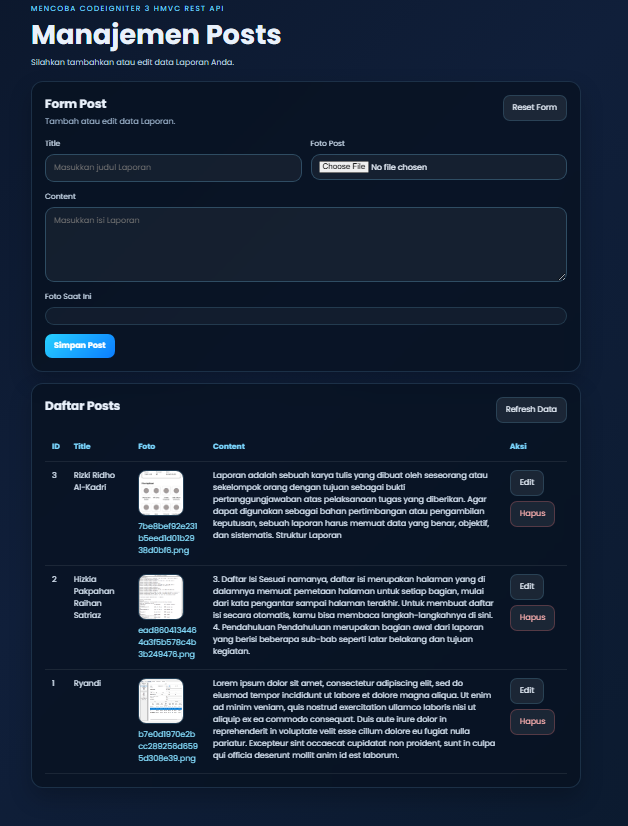 MENCOBA CODEIGNITER 3 HMVC REST API
Manajemen Posts
Silahkan tambahkan atau edit data Laporan Anda.
Form Post
Reset Form
Tambah atau edit data Laporan.
Title
Foto Post
Masukkan judul Laporan
Choose File No file chosen
Content
Masukkan isi Laporan
Foto Saat Ini
Simpan Post
Daftar Posts
Refresh Data
ID Title Foto Content Aksi
3
Rizki Ridho
Al-Kadri
7be8bef92e231
b5eed1d01b29
38d0bf6.png
Laporan adalah sebuah karya tulis yang dibuat oleh seseorang atau
sekelompok orang dengan tujuan sebagai bukti
pertanggungjawaban atas pelaksanaan tugas yang diberikan. Agar
dapat digunakan sebagai bahan pertimbangan atau pengambilan
keputusan, sebuah laporan harus memuat data yang benar, objektif,
dan sistematis. Struktur Laporan
Edit
Hapus
2
Hizkia
Pakpahan
Raihan
Satriaz
ead860413446
4a3f5b578c4b
3b249476.png
3. Daftar Isi Sesuai namanya, daftar isi merupakan halaman yang di
dalamnya memuat pemetaan halaman untuk setiap bagian, mulai
dari kata pengantar sampai halaman terakhir. Untuk membuat daftar
isi secara otomatis, kamu bisa membaca langkah-langkahnya di sini.
4. Pendahuluan Pendahuluan merupakan bagian awal dari laporan
yang berisi beberapa sub-bab seperti latar belakang dan tujuan
kegiatan.
Edit
Hapus
1
Ryandi
b7e0d1970e2b
cc289256d659
5d308e39.png
Lorem ipsum dolor sit amet, consectetur adipiscing elit, sed do
eiusmod tempor incididunt ut labore et dolore magna aliqua. Ut enim
ad minim veniam, quis nostrud exercitation ullamco laboris nisi ut
aliquip ex ea commodo consequat. Duis aute irure dolor in
reprehenderit in voluptate velit esse cillum dolore eu fugiat nulla
pariatur. Excepteur sint occaecat cupidatat non proident, sunt in culpa
qui officia deserunt mollit anim id est laborum.
Edit
Hapus